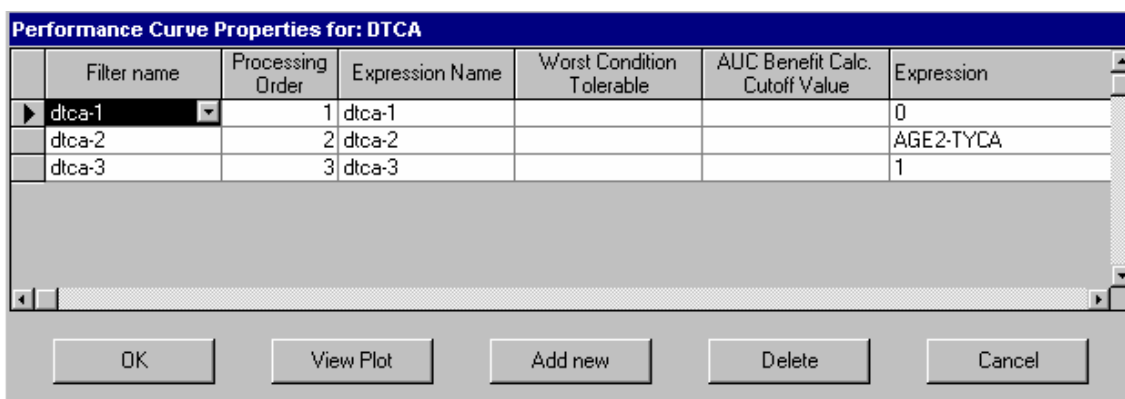 Performance Curve Properties for: DTCA
Filter name Processing Order Expression Name Worst Condition Tolerable AUC Benefit Calc. Cutoff Value Expression
dtca-1 1 dtca-1 0
dtca-2 2 dtca-2 AGE2-TYCA
dtca-3 3 dtca-3 1
OK View Plot Add new Delete Cancel